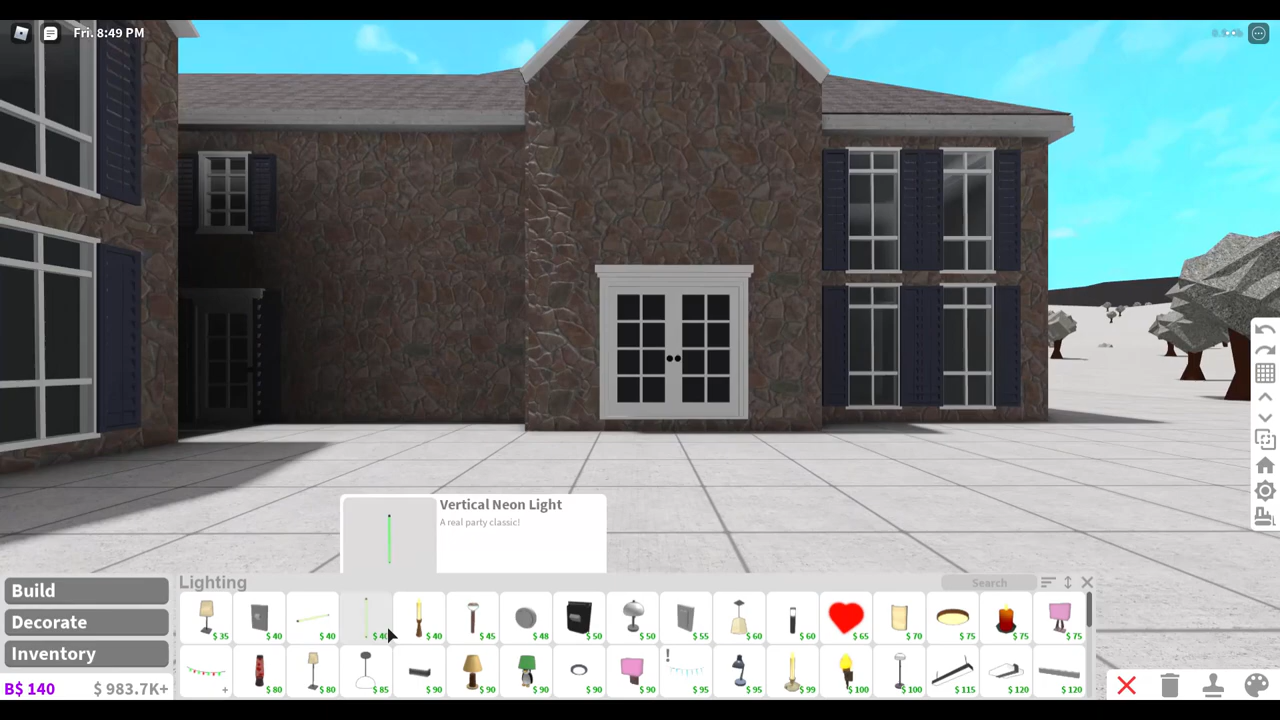 Fri. 8:49 PM
Vertical Neon Light
A real party classic!
Build
Decorate
Inventory
B$ 140 $ 983.7K+
Lighting
Search
$ 35 $ 40 $ 40 $ 40 $ 40 $ 45 $ 48 $ 50 $ 50 $ 55 $ 60 $ 60 $ 65 $ 70 $ 75 $ 75 $ 75
+ $ 80 $ 80 $ 85 $ 90 $ 90 $ 90 $ 90 $ 90 ! $ 95 $ 95 $ 99 $ 100 $ 100 $ 115 $ 120 $ 120